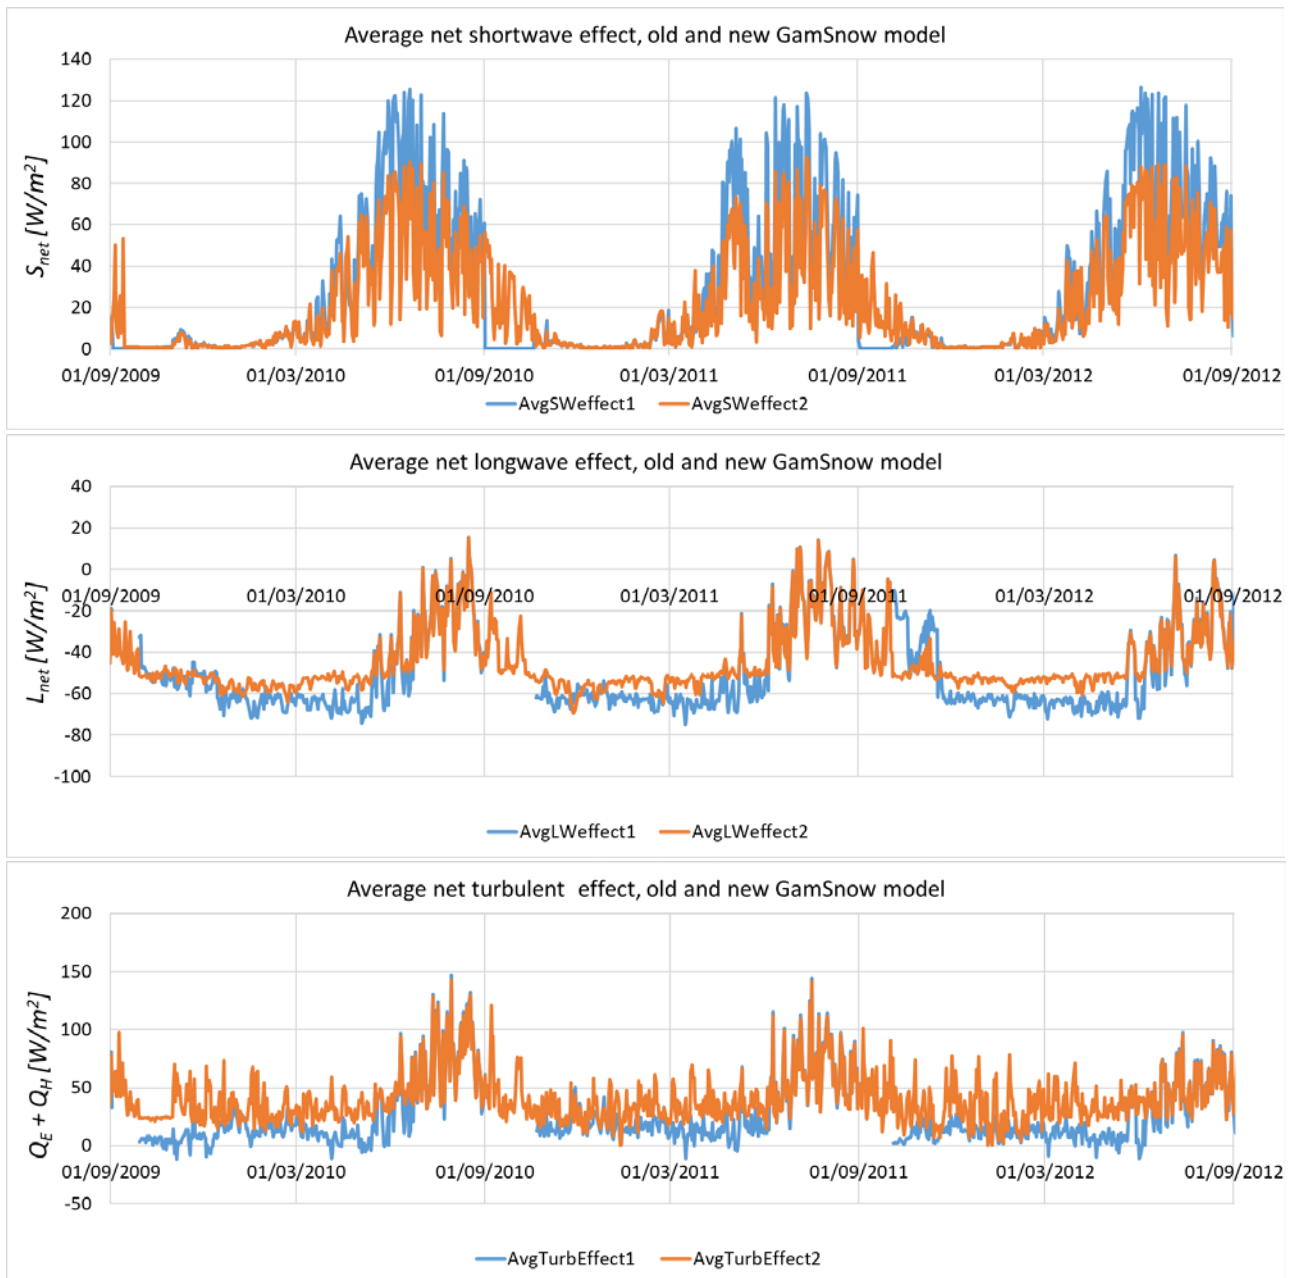 Average net shortwave effect, old and new GamSnow model
140
120
100
80
60
40
20
0
S_net [W/m²]
01/09/2009 01/03/2010 01/09/2010 01/03/2011 01/09/2011 01/03/2012 01/09/2012
AvgSWeffect1 AvgSWeffect2
Average net longwave effect, old and new GamSnow model
40
20
0
-20
-40
-60
-80
-100
L_net [W/m²]
01/09/2009 01/03/2010 01/09/2010 01/03/2011 01/09/2011 01/03/2012 01/09/2012
AvgLWeffect1 AvgLWeffect2
Average net turbulent effect, old and new GamSnow model
200
150
100
50
0
-50
Q_E + Q_H [W/m²]
01/09/2009 01/03/2010 01/09/2010 01/03/2011 01/09/2011 01/03/2012 01/09/2012
AvgTurbEffect1 AvgTurbEffect2